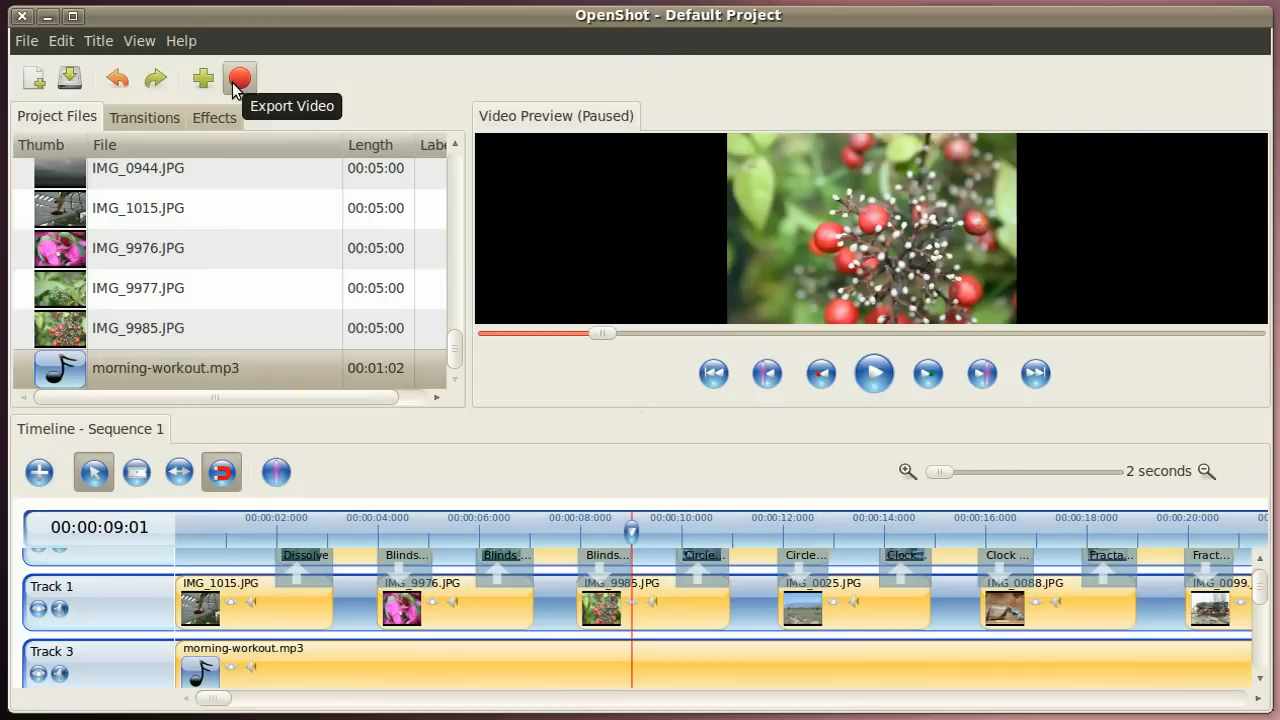 OpenShot - Default Project
File Edit Title View Help
Export Video
Project Files Transitions Effects
Video Preview (Paused)
Thumb File Length Labe
IMG_0944.JPG 00:05:00
IMG_1015.JPG 00:05:00
IMG_9976.JPG 00:05:00
IMG_9977.JPG 00:05:00
IMG_9985.JPG 00:05:00
morning-workout.mp3 00:01:02
Timeline - Sequence 1
2 seconds
00:00:09:01
00:00:02:000 00:00:04:000 00:00:06:000 00:00:08:000 00:00:10:000 00:00:12:000 00:00:14:000 00:00:16:000 00:00:18:000 00:00:20:000 00
Dissolve Blinds... Blinds ... Blinds... Circle... Circle... Clock... Clock ... Fracta... Fract...
Track 1
IMG_1015.JPG IMG_9976.JPG IMG_9985.JPG IMG_0025.JPG IMG_0088.JPG IMG_0099.
Track 3
morning-workout.mp3